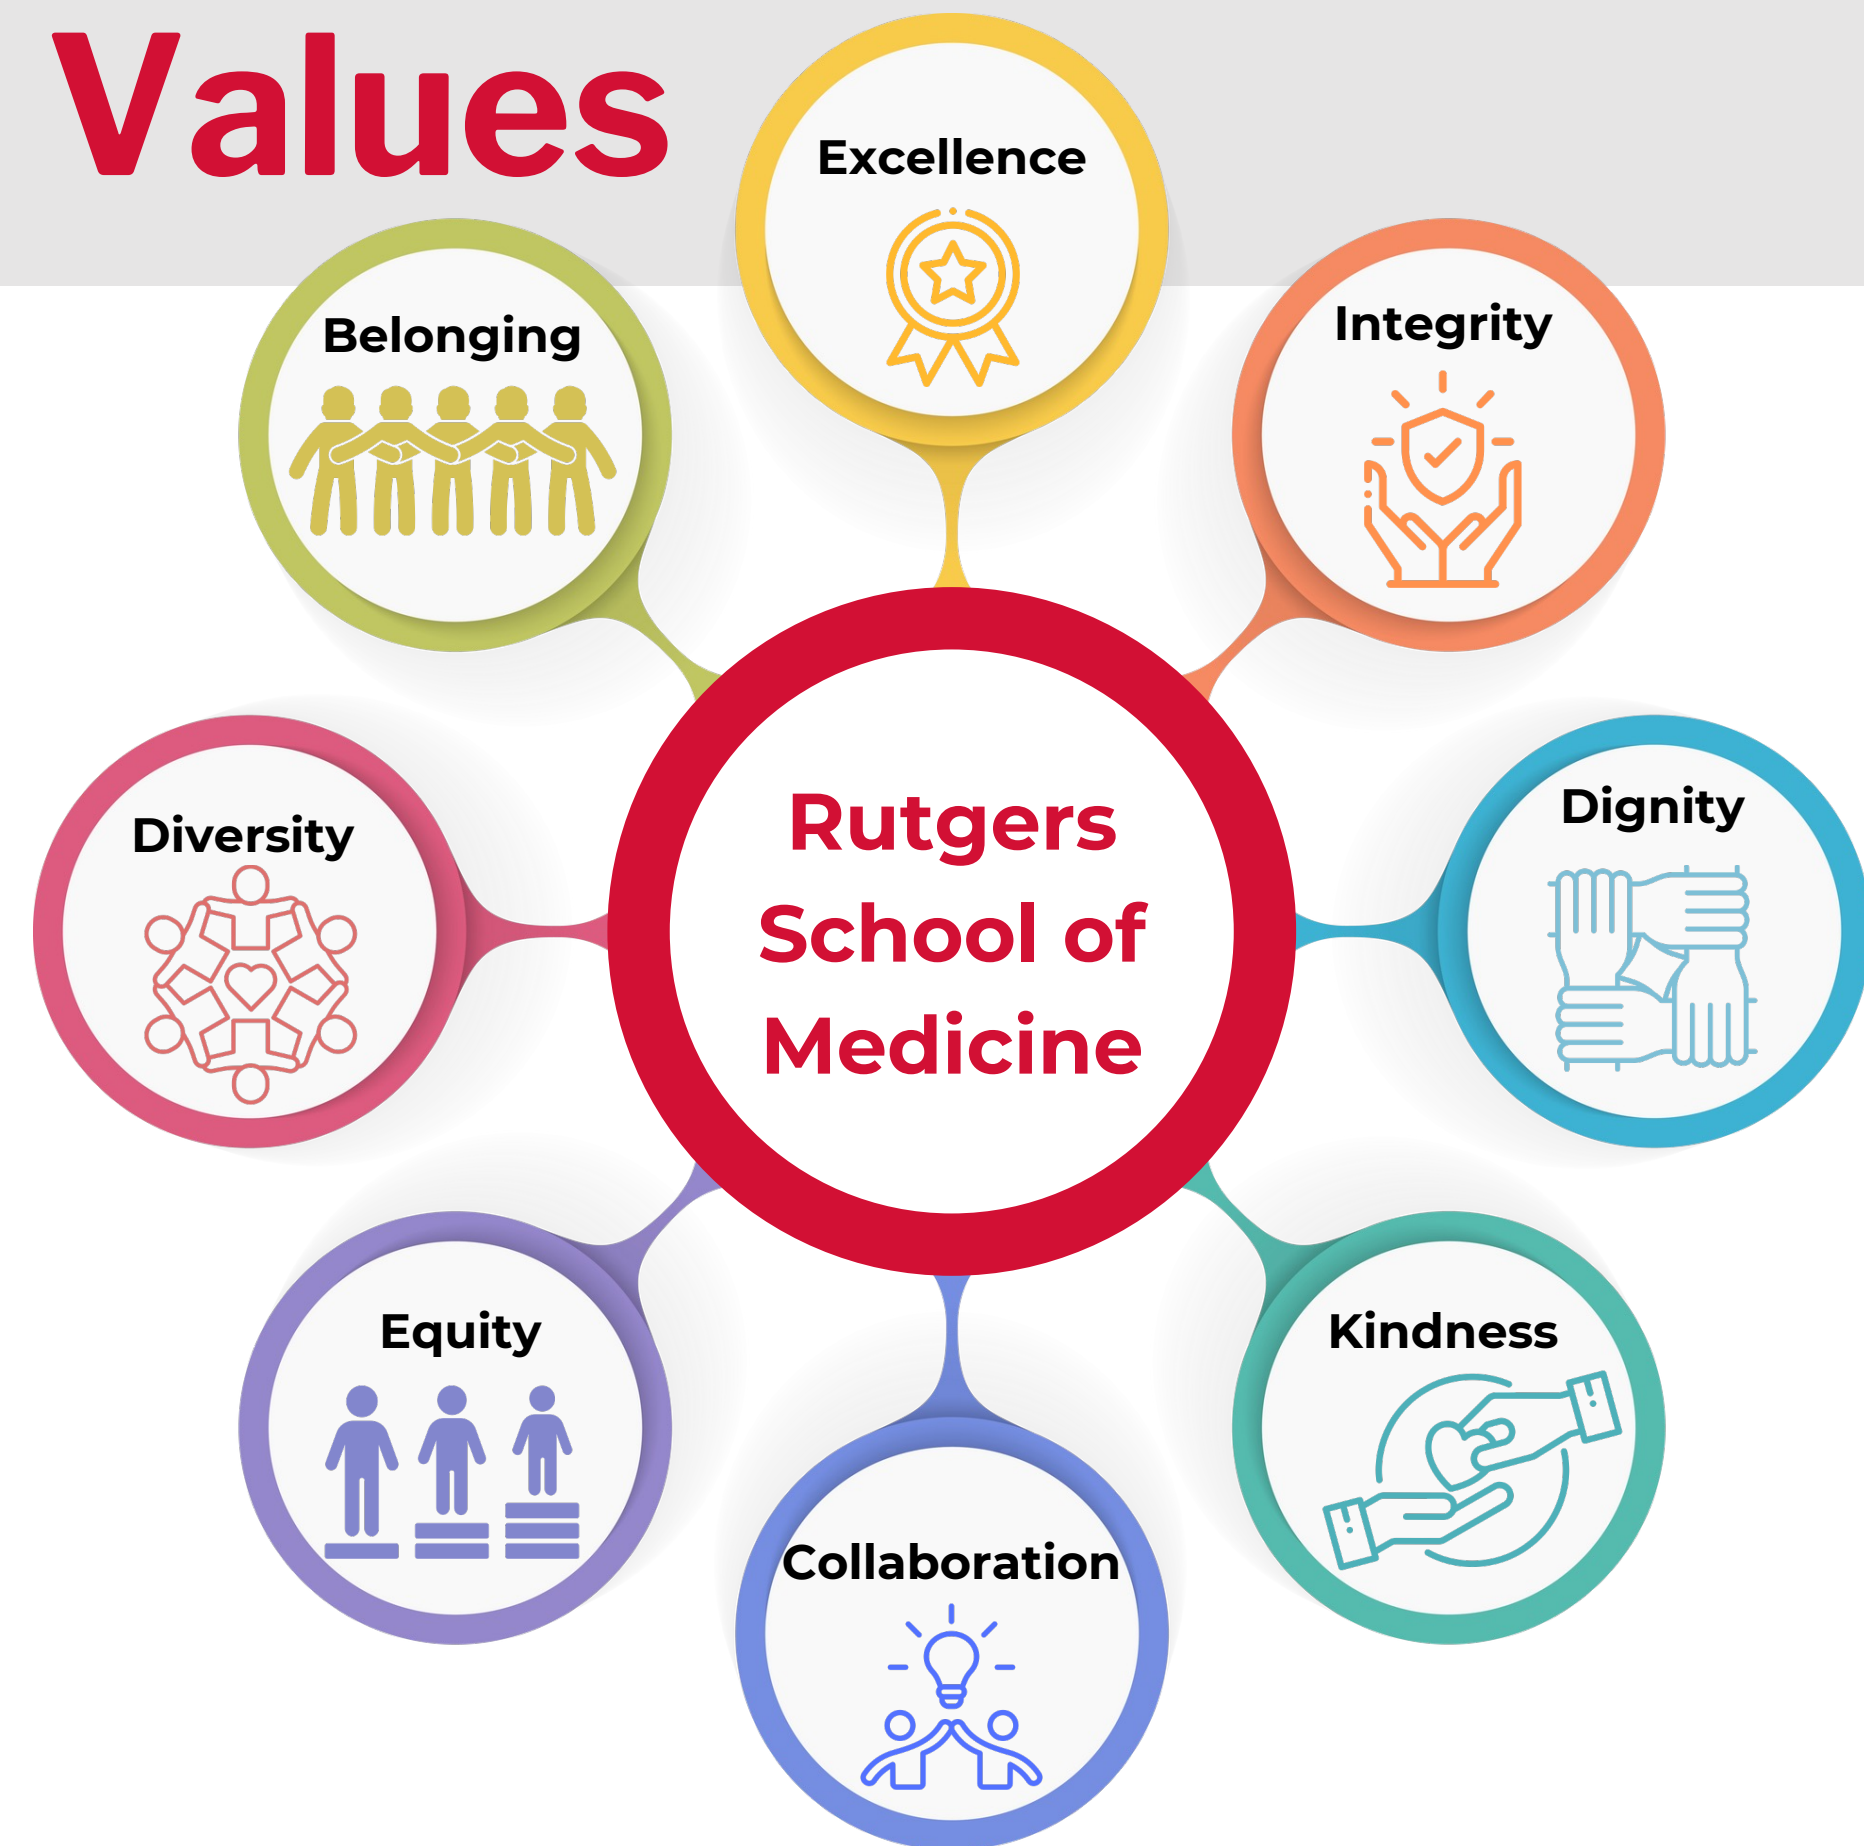 Values
Excellence
Integrity
Dignity
Kindness
Collaboration
Equity
Diversity
Belonging
Rutgers
School of
Medicine